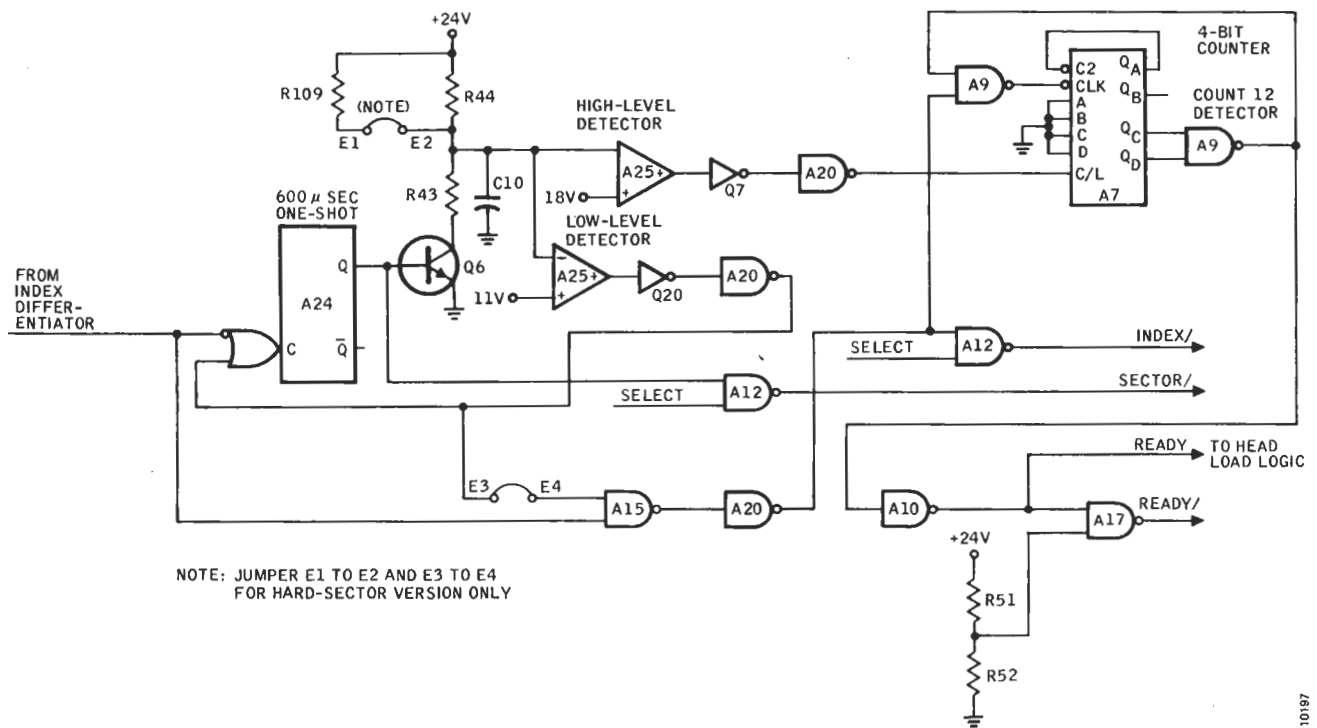 +24V
4-BIT
COUNTER
R109
(NOTE)
R44
E1
E2
HIGH-LEVEL
DETECTOR
A9
C2
CLK
A
B
C
D
C/L
QA
QB
QC
QD
A7
COUNT 12
DETECTOR
A9
R43
C10
18V
A25+
+
Q7
A20
600 μ SEC
ONE-SHOT
LOW-LEVEL
DETECTOR
FROM
INDEX
DIFFER-
ENTIATOR
Q
A24
C
Q̅
Q6
11V
−
A25+
+
Q20
A20
SELECT
A12
INDEX/
SELECT
A12
SECTOR/
READY
TO HEAD
LOAD LOGIC
E3
E4
A15
A20
A10
A17
READY/
+24V
R51
R52
NOTE: JUMPER E1 TO E2 AND E3 TO E4
FOR HARD-SECTOR VERSION ONLY
10197